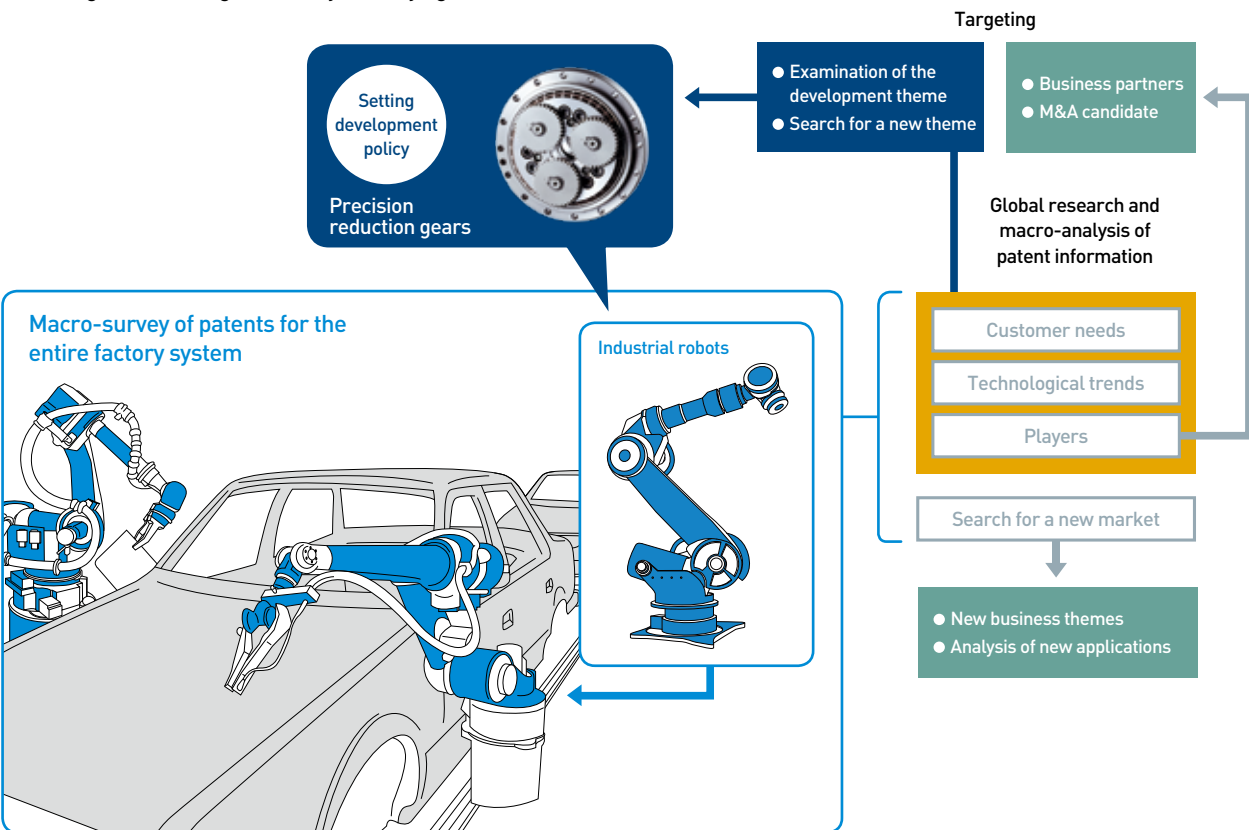 Targeting
● Examination of the
development theme
● Search for a new theme
● Business partners
● M&A candidate
Setting
development
policy
Precision
reduction gears
Global research and
macro-analysis of
patent information
Macro-survey of patents for the
entire factory system
Industrial robots
Customer needs
Technological trends
Players
Search for a new market
● New business themes
● Analysis of new applications